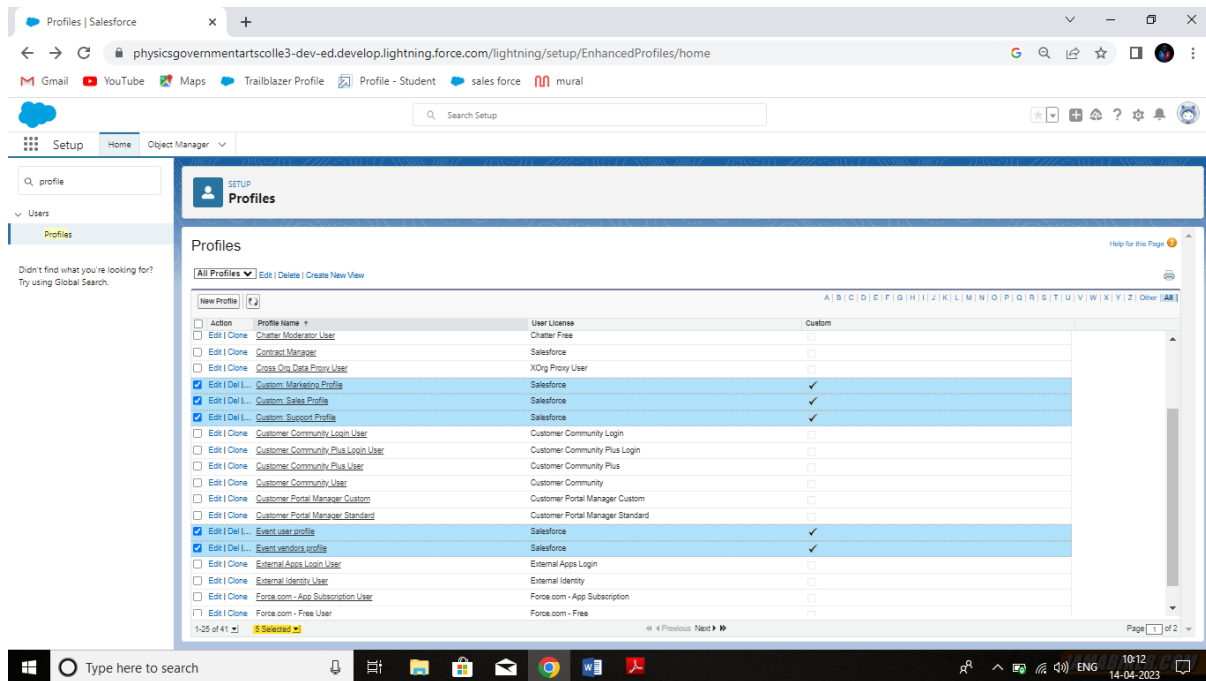 Profiles | Salesforce
physicsgovernmentartscolle3-dev-ed.develop.lightning.force.com/lightning/setup/EnhancedProfiles/home
Gmail YouTube Maps Trailblazer Profile Profile - Student sales force mural
Search Setup
Setup Home Object Manager
profile
Users
Profiles
Didn't find what you're looking for?
Try using Global Search.
SETUP
Profiles
Profiles
Help for this Page
All Profiles Edit | Delete | Create New View
New Profile A | B | C | D | E | F | G | H | I | J | K | L | M | N | O | P | Q | R | S | T | U | V | W | X | Y | Z | Other | All |
Action Profile Name ↑ User License Custom
Edit | Clone Chatter Moderator User Chatter Free
Edit | Clone Contract Manager Salesforce
Edit | Clone Cross Org Data Proxy User XOrg Proxy User
Edit | Del |... Custom: Marketing Profile Salesforce
Edit | Del |... Custom: Sales Profile Salesforce
Edit | Del |... Custom: Support Profile Salesforce
Edit | Clone Customer Community Login User Customer Community Login
Edit | Clone Customer Community Plus Login User Customer Community Plus Login
Edit | Clone Customer Community Plus User Customer Community Plus
Edit | Clone Customer Community User Customer Community
Edit | Clone Customer Portal Manager Custom Customer Portal Manager Custom
Edit | Clone Customer Portal Manager Standard Customer Portal Manager Standard
Edit | Del |... Event user profile Salesforce
Edit | Del |... Event vendors profile Salesforce
Edit | Clone External Apps Login User External Apps Login
Edit | Clone External Identity User External Identity
Edit | Clone Force.com - App Subscription User Force.com - App Subscription
Edit | Clone Force.com - Free User Force.com - Free
1-25 of 41 5 Selected Previous Next Page 1 of 2
Type here to search ENG 10:12
14-04-2023